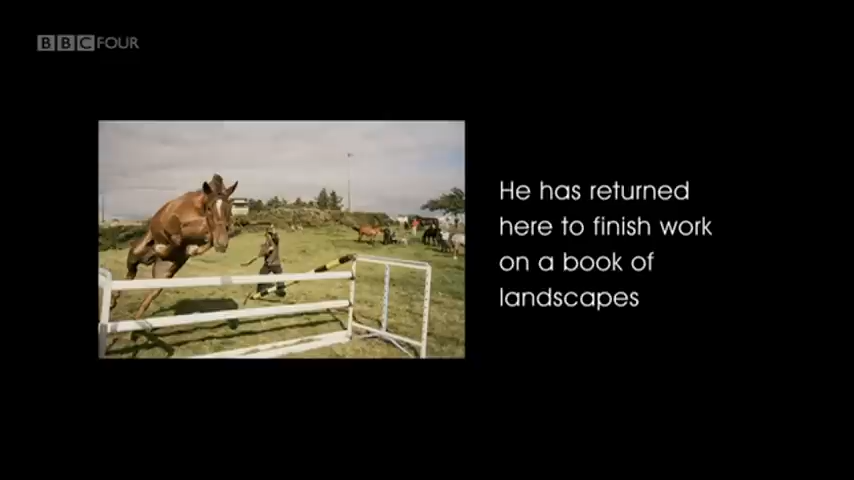 BBC FOUR
He has returned
here to finish work
on a book of
landscapes